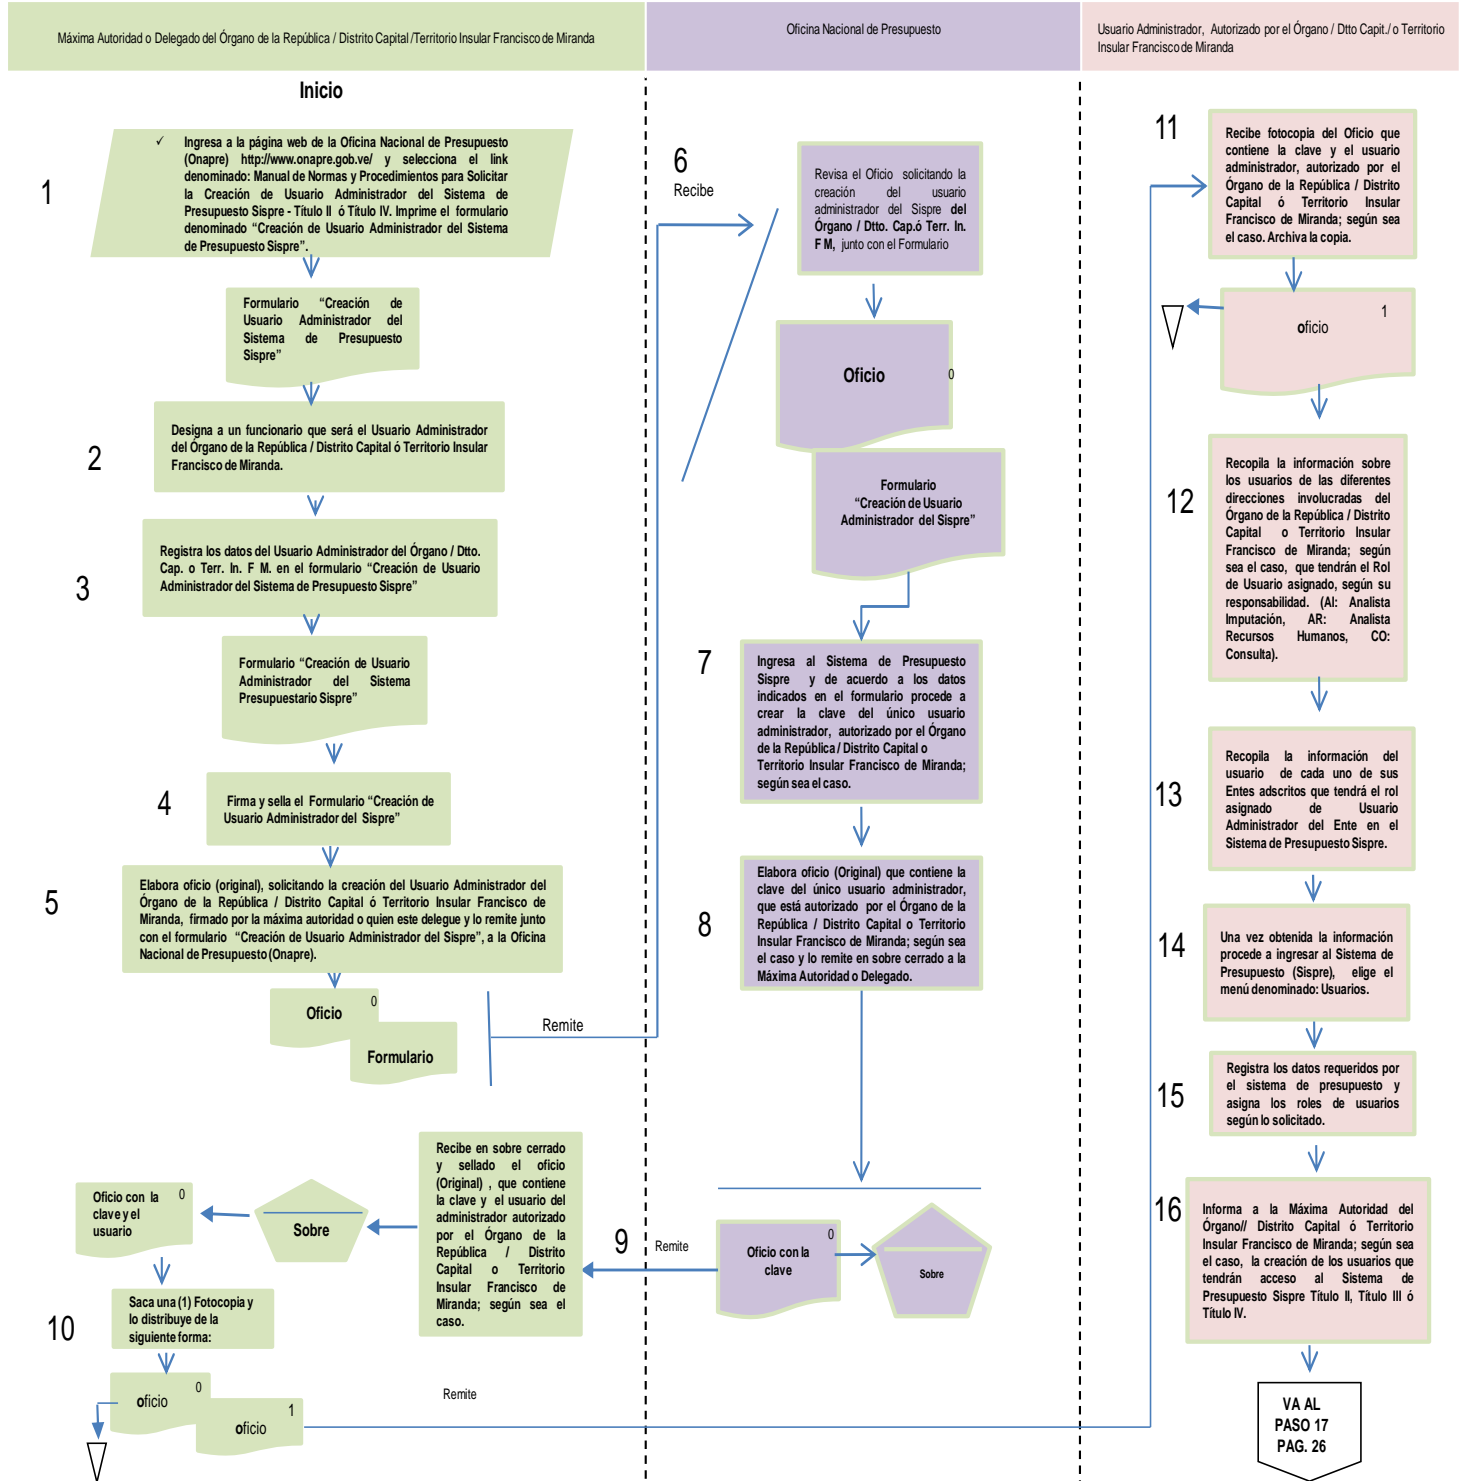 Máxima Autoridad o Delegado del Órgano de la República / Distrito Capital /Territorio Insular Francisco de Miranda
Oficina Nacional de Presupuesto
Usuario Administrador, Autorizado por el Órgano / Dtto Capit./ o Territorio
Insular Francisco de Miranda
Inicio
1
✓ Ingresa a la página web de la Oficina Nacional de Presupuesto
(Onapre) http://www.onapre.gob.ve/ y selecciona el link
denominado: Manual de Normas y Procedimientos para Solicitar
la Creación de Usuario Administrador del Sistema de
Presupuesto Sispre - Título II ó Título IV. Imprime el formulario
denominado “Creación de Usuario Administrador del Sistema
de Presupuesto Sispre”.
Formulario “Creación de
Usuario Administrador del
Sistema de Presupuesto
Sispre”
2
Designa a un funcionario que será el Usuario Administrador
del Órgano de la República / Distrito Capital ó Territorio Insular
Francisco de Miranda.
3
Registra los datos del Usuario Administrador del Órgano / Dtto.
Cap. o Terr. In. F M. en el formulario “Creación de Usuario
Administrador del Sistema de Presupuesto Sispre”
Formulario “Creación de Usuario
Administrador del Sistema
Presupuestario Sispre”
4
Firma y sella el Formulario “Creación de
Usuario Administrador del Sispre”
5
Elabora oficio (original), solicitando la creación del Usuario Administrador del
Órgano de la República / Distrito Capital ó Territorio Insular Francisco de
Miranda, firmado por la máxima autoridad o quien este delegue y lo remite junto
con el formulario “Creación de Usuario Administrador del Sispre”, a la Oficina
Nacional de Presupuesto (Onapre).
Oficio
0
Formulario
Remite
6
Recibe
Revisa el Oficio solicitando la
creación del usuario
administrador del Sispre del
Órgano / Dtto. Cap.ó Terr. In.
F M, junto con el Formulario
Oficio
0
Formulario
“Creación de Usuario
Administrador del Sispre”
7
Ingresa al Sistema de Presupuesto
Sispre y de acuerdo a los datos
indicados en el formulario procede a
crear la clave del único usuario
administrador, autorizado por el Órgano
de la República / Distrito Capital o
Territorio Insular Francisco de Miranda;
según sea el caso.
8
Elabora oficio (Original) que contiene la
clave del único usuario administrador,
que está autorizado por el Órgano de la
República / Distrito Capital o Territorio
Insular Francisco de Miranda; según sea
el caso y lo remite en sobre cerrado a la
Máxima Autoridad o Delegado.
Oficio con la
clave
0
Sobre
Remite
9
Recibe en sobre cerrado
y sellado el oficio
(Original) , que contiene
la clave y el usuario del
administrador autorizado
por el Órgano de la
República / Distrito
Capital o Territorio
Insular Francisco de
Miranda; según sea el
caso.
Sobre
Oficio con la
clave y el
usuario
0
10
Saca una (1) Fotocopia y
lo distribuye de la
siguiente forma:
oficio
0
oficio
1
Remite
11
Recibe fotocopia del Oficio que
contiene la clave y el usuario
administrador, autorizado por el
Órgano de la República / Distrito
Capital ó Territorio Insular
Francisco de Miranda; según sea
el caso. Archiva la copia.
oficio
1
12
Recopila la información sobre
los usuarios de las diferentes
direcciones involucradas del
Órgano de la República / Distrito
Capital o Territorio Insular
Francisco de Miranda; según
sea el caso, que tendrán el Rol
de Usuario asignado, según su
responsabilidad. (AI: Analista
Imputación, AR: Analista
Recursos Humanos, CO:
Consulta).
13
Recopila la información del
usuario de cada uno de sus
Entes adscritos que tendrá el rol
asignado de Usuario
Administrador del Ente en el
Sistema de Presupuesto Sispre.
14
Una vez obtenida la información
procede a ingresar al Sistema de
Presupuesto (Sispre), elige el
menú denominado: Usuarios.
15
Registra los datos requeridos por
el sistema de presupuesto y
asigna los roles de usuarios
según lo solicitado.
16
Informa a la Máxima Autoridad del
Órgano// Distrito Capital ó Territorio
Insular Francisco de Miranda; según sea
el caso, la creación de los usuarios que
tendrán acceso al Sistema de
Presupuesto Sispre Título II, Título III ó
Título IV.
VA AL
PASO 17
PAG. 26